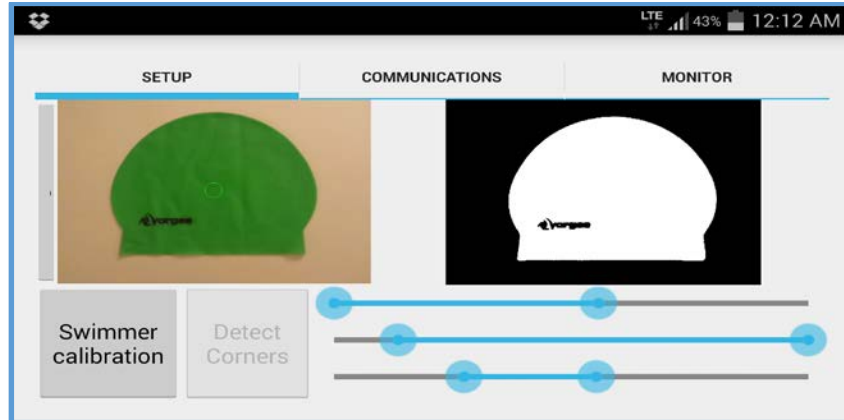 LTE 43% 12:12 AM
SETUP COMMUNICATIONS MONITOR
vorgee
vorgee
Swimmer
calibration
Detect
Corners